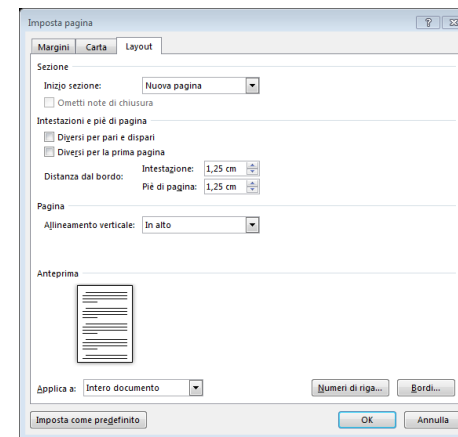 Imposta pagina
Margini Carta Layout
Sezione
Inizio sezione: Nuova pagina
Ometti note di chiusura
Intestazioni e piè di pagina
Diversi per pari e dispari
Diversi per la prima pagina
Distanza dal bordo: Intestazione: 1,25 cm
Piè di pagina: 1,25 cm
Pagina
Allineamento verticale: In alto
Anteprima
Applica a: Intero documento Numeri di riga... Bordi...
Imposta come predefinito OK Annulla